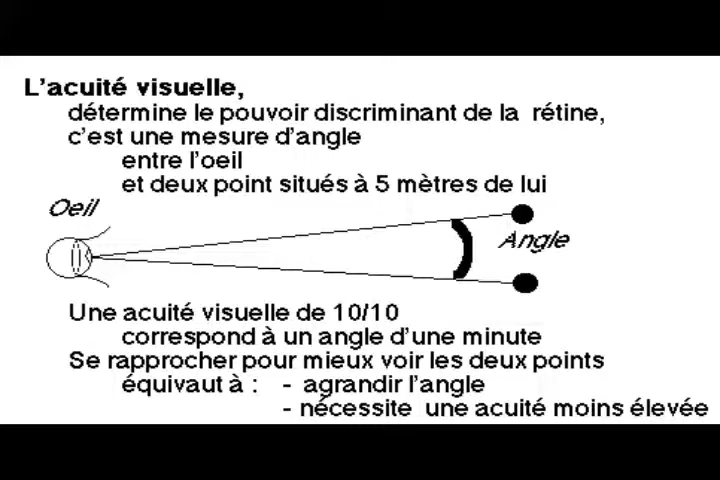 L'acuité visuelle,
détermine le pouvoir discriminant de la rétine,
c'est une mesure d'angle
entre l'oeil
et deux point situés à 5 mètres de lui
Oeil
Angle
Une acuité visuelle de 10/10
correspond à un angle d'une minute
Se rapprocher pour mieux voir les deux points
équivaut à : - agrandir l'angle
- nécessite une acuité moins élevée